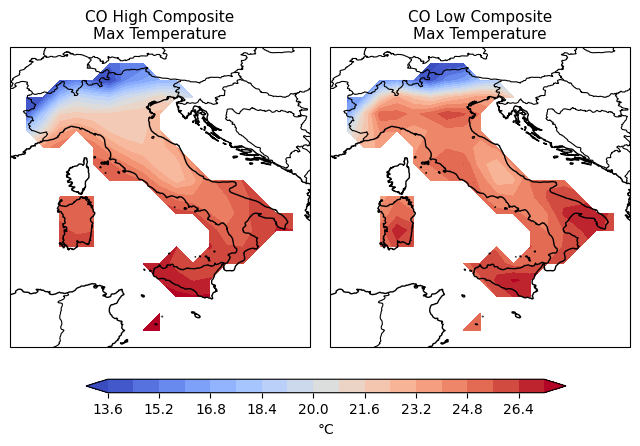 CO High Composite
Max Temperature
CO Low Composite
Max Temperature
13.6 15.2 16.8 18.4 20.0 21.6 23.2 24.8 26.4
°C